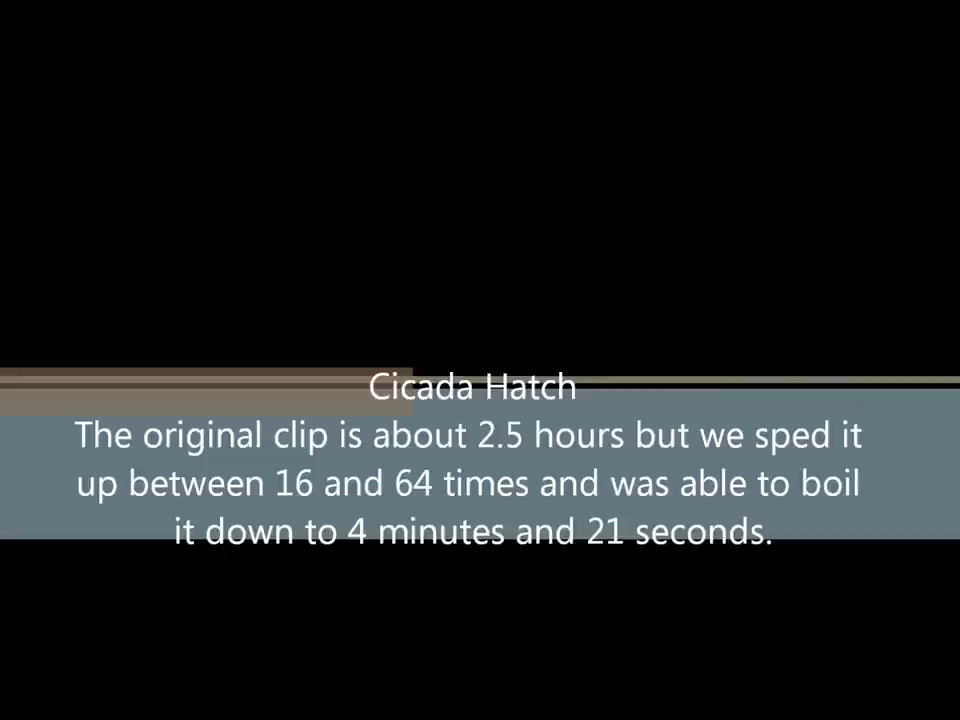 Cicada Hatch
The original clip is about 2.5 hours but we sped it
up between 16 and 64 times and was able to boil
it down to 4 minutes and 21 seconds.